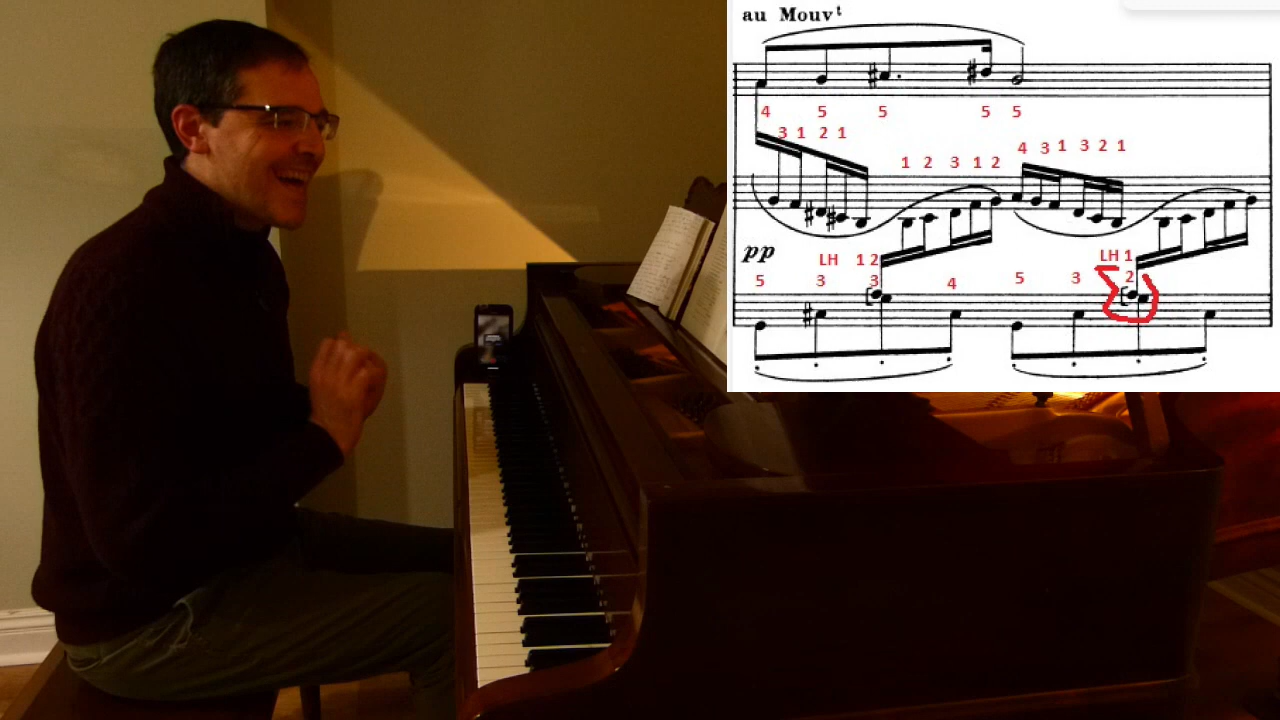 au Mouvᵗ
4 5 5 5 5
3 1 2 1
1 2 3 1 2 4 3 1 3 2 1
pp
LH 1 2 LH 1
5 3 3 4 5 3 2